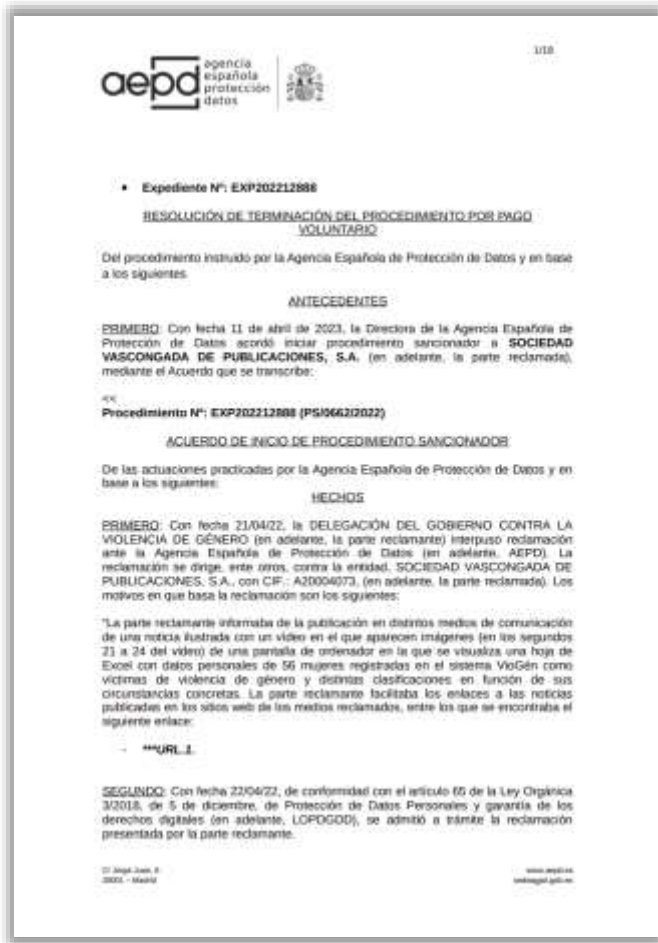 1/18
aepd
agencia
española
protección
datos
• Expediente Nº: EXP202212888
RESOLUCIÓN DE TERMINACIÓN DEL PROCEDIMIENTO POR PAGO
VOLUNTARIO
Del procedimiento instruido por la Agencia Española de Protección de Datos y en base
a los siguientes
ANTECEDENTES
PRIMERO: Con fecha 11 de abril de 2023, la Directora de la Agencia Española de
Protección de Datos acordó iniciar procedimiento sancionador a SOCIEDAD
VASCONGADA DE PUBLICACIONES, S.A. (en adelante, la parte reclamada),
mediante el Acuerdo que se transcribe:
<<
Procedimiento Nº: EXP202212888 (PS/0662/2022)
ACUERDO DE INICIO DE PROCEDIMIENTO SANCIONADOR
De las actuaciones practicadas por la Agencia Española de Protección de Datos y en
base a los siguientes:
HECHOS
PRIMERO: Con fecha 21/04/22, la DELEGACIÓN DEL GOBIERNO CONTRA LA
VIOLENCIA DE GÉNERO (en adelante, la parte reclamante) interpuso reclamación
ante la Agencia Española de Protección de Datos (en adelante, AEPD). La
reclamación se dirige, ente otros, contra la entidad, SOCIEDAD VASCONGADA DE
PUBLICACIONES, S.A., con CIF.: A20004073, (en adelante, la parte reclamada). Los
motivos en que basa la reclamación son los siguientes:
"La parte reclamante informaba de la publicación en distintos medios de comunicación
de una noticia ilustrada con un vídeo en el que aparecen imágenes (en los segundos
21 a 24 del vídeo) de una pantalla de ordenador en la que se visualiza una hoja de
Excel con datos personales de 56 mujeres registradas en el sistema VioGén como
víctimas de violencia de género y distintas clasificaciones en función de sus
circunstancias concretas. La parte reclamante facilitaba los enlaces a las noticias
publicadas en los sitios web de los medios reclamados, entre los que se encontraba el
siguiente enlace:
- ***URL.1.
SEGUNDO: Con fecha 22/04/22, de conformidad con el artículo 65 de la Ley Orgánica
3/2018, de 5 de diciembre, de Protección de Datos Personales y garantía de los
derechos digitales (en adelante, LOPDGDD), se admitió a trámite la reclamación
presentada por la parte reclamante.
C/ Jorge Juan, 6
28001 – Madrid
www.aepd.es
sedeagpd.gob.es